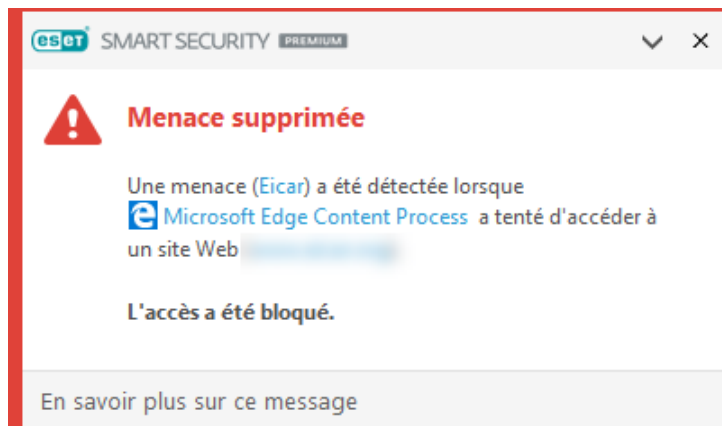 eset SMART SECURITY PREMIUM
Menace supprimée
Une menace (Eicar) a été détectée lorsque
Microsoft Edge Content Process a tenté d'accéder à
un site Web
L'accès a été bloqué.
En savoir plus sur ce message